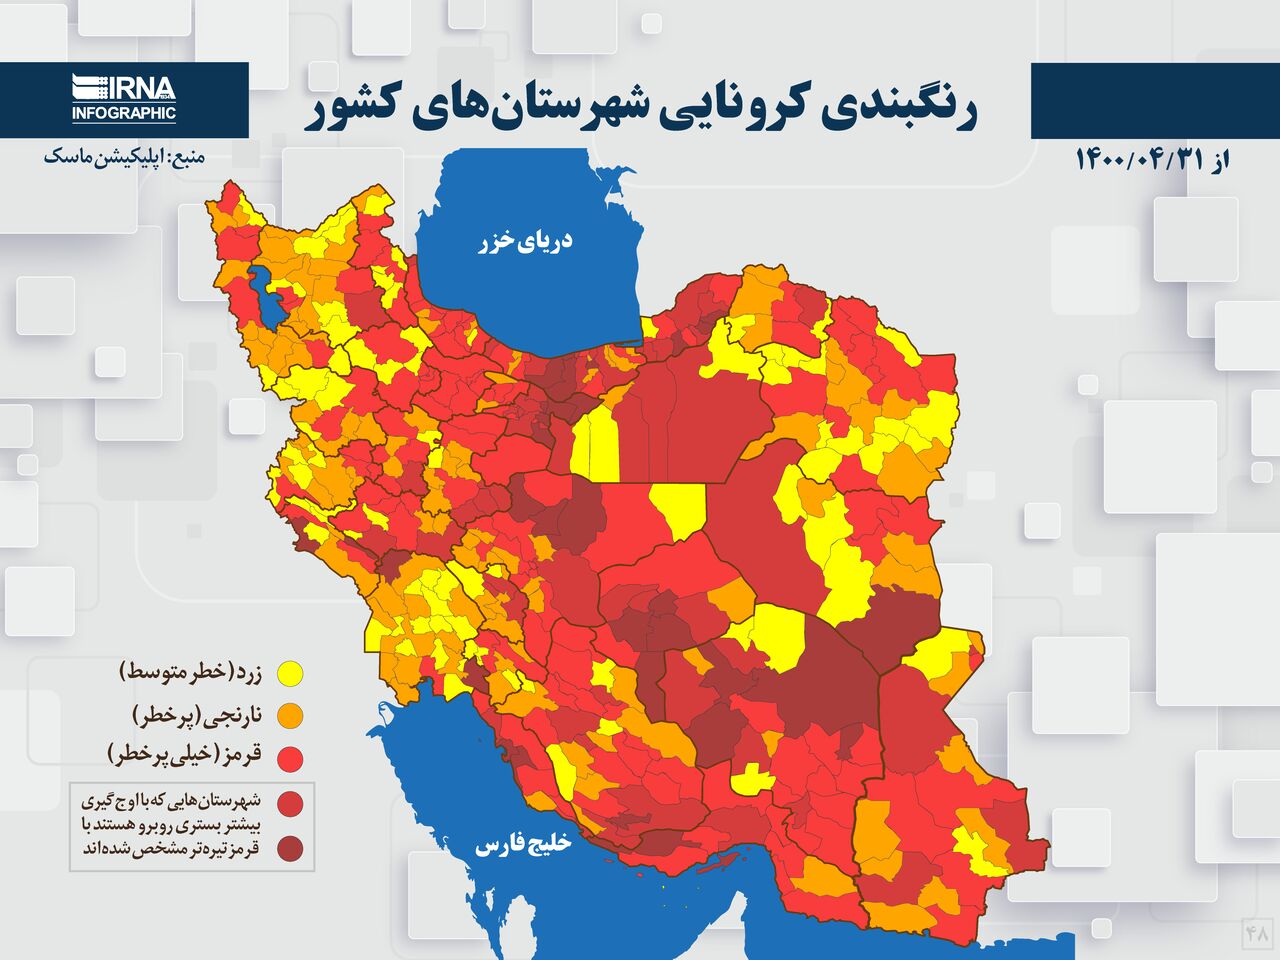 IRNA
INFOGRAPHIC
رنگبندی کرونایی شهرستان‌های کشور
منبع: اپلیکیشن ماسک
از ۱۴۰۰/۰۴/۳۱
دریای خزر
زرد (خطر متوسط)
نارنجی (پرخطر)
قرمز (خیلی پرخطر)
شهرستان‌هایی که با اوج گیری
بیشتر بستری روبرو هستند با
قرمز تیره‌تر مشخص شده‌اند
خلیج فارس
۴۸